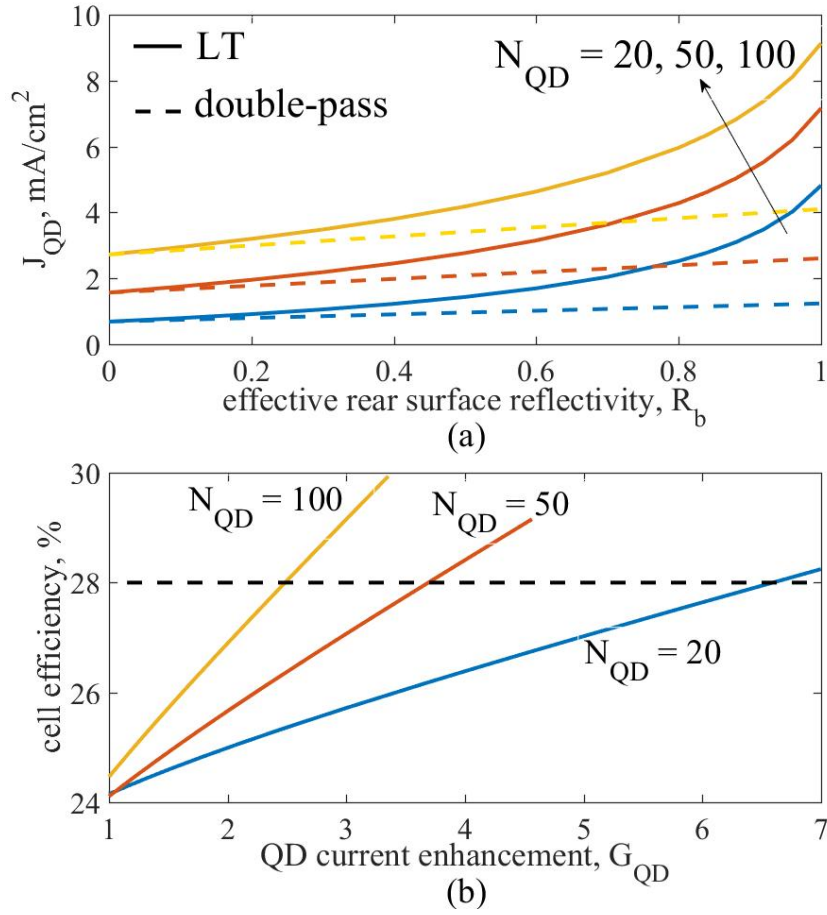 10
8
6
4
2
0
J_QD, mA/cm²
LT
double-pass
N_QD = 20, 50, 100
0 0.2 0.4 0.6 0.8 1
effective rear surface reflectivity, R_b
(a)
30
28
26
24
cell efficiency, %
N_QD = 100
N_QD = 50
N_QD = 20
1 2 3 4 5 6 7
QD current enhancement, G_QD
(b)